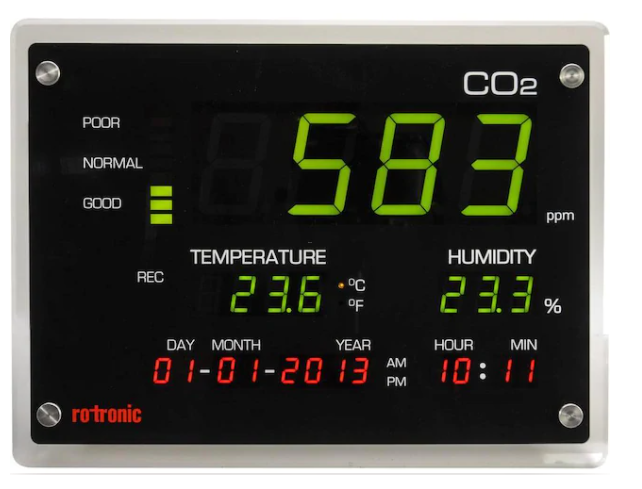 CO2
POOR
NORMAL
GOOD
583
ppm
TEMPERATURE HUMIDITY
REC 23.6 °C 23.3 %
°F
DAY MONTH YEAR HOUR MIN
01-01-2013 AM 10:11
PM
rotronic